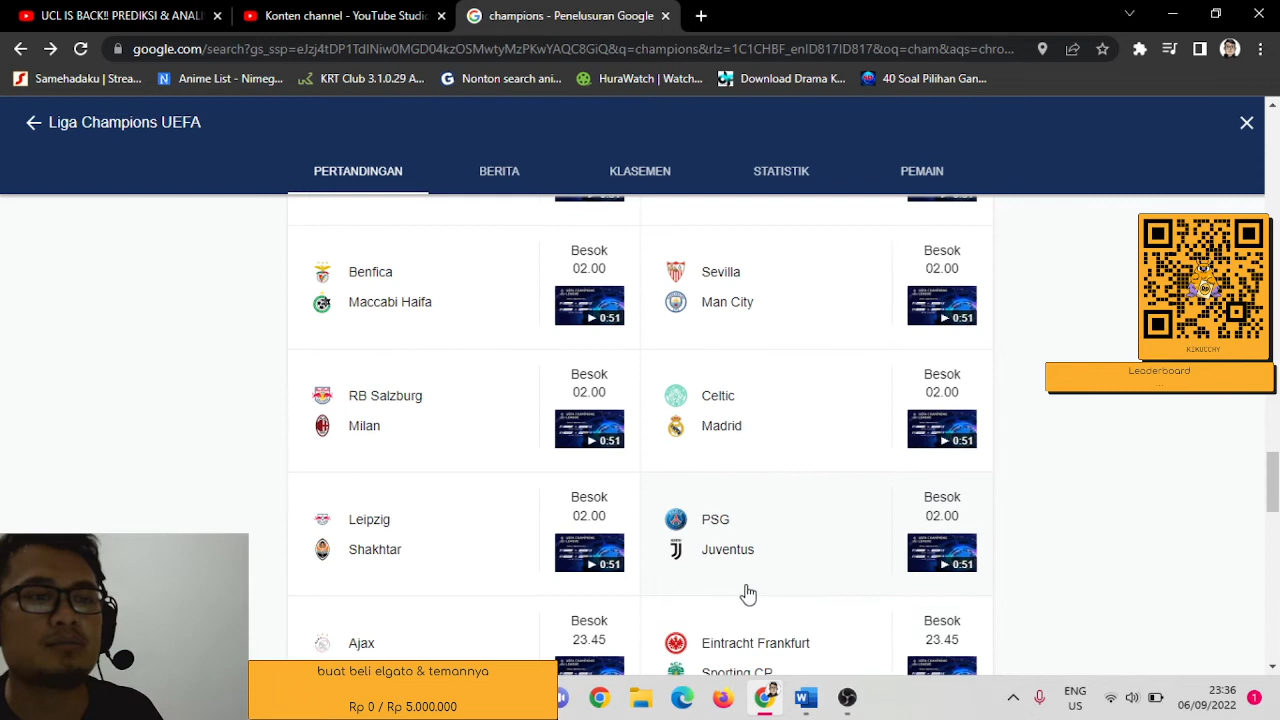 UCL IS BACK!! PREDIKSI & ANALI
Konten channel - YouTube Studio
champions - Penelusuran Google
google.com/search?gs_ssp=eJzj4tDP1TdINiw0MGD04kzOSMwtyMzPKwYAQC8GiQ&q=champions&rlz=1C1CHBF_enID817ID817&oq=cham&aqs=chro...
Samehadaku | Strea...
Anime List - Nimeg...
KRT Club 3.1.0.29 A...
Nonton search ani...
HuraWatch | Watch...
Download Drama K...
40 Soal Pilihan Gan...
Liga Champions UEFA
PERTANDINGAN
BERITA
KLASEMEN
STATISTIK
PEMAIN
Benfica
Maccabi Haifa
Besok
02.00
0:51
Sevilla
Man City
Besok
02.00
0:51
RB Salzburg
Milan
Besok
02.00
0:51
Celtic
Madrid
Besok
02.00
0:51
Leipzig
Shakhtar
Besok
02.00
0:51
PSG
Juventus
Besok
02.00
0:51
Ajax
Besok
23.45
Eintracht Frankfurt
Sporting CP
Besok
23.45
KIKUCCHY
Leaderboard
...
buat beli elgato & temannya
Rp 0 / Rp 5.000.000
ENG
US
23:36
06/09/2022
1